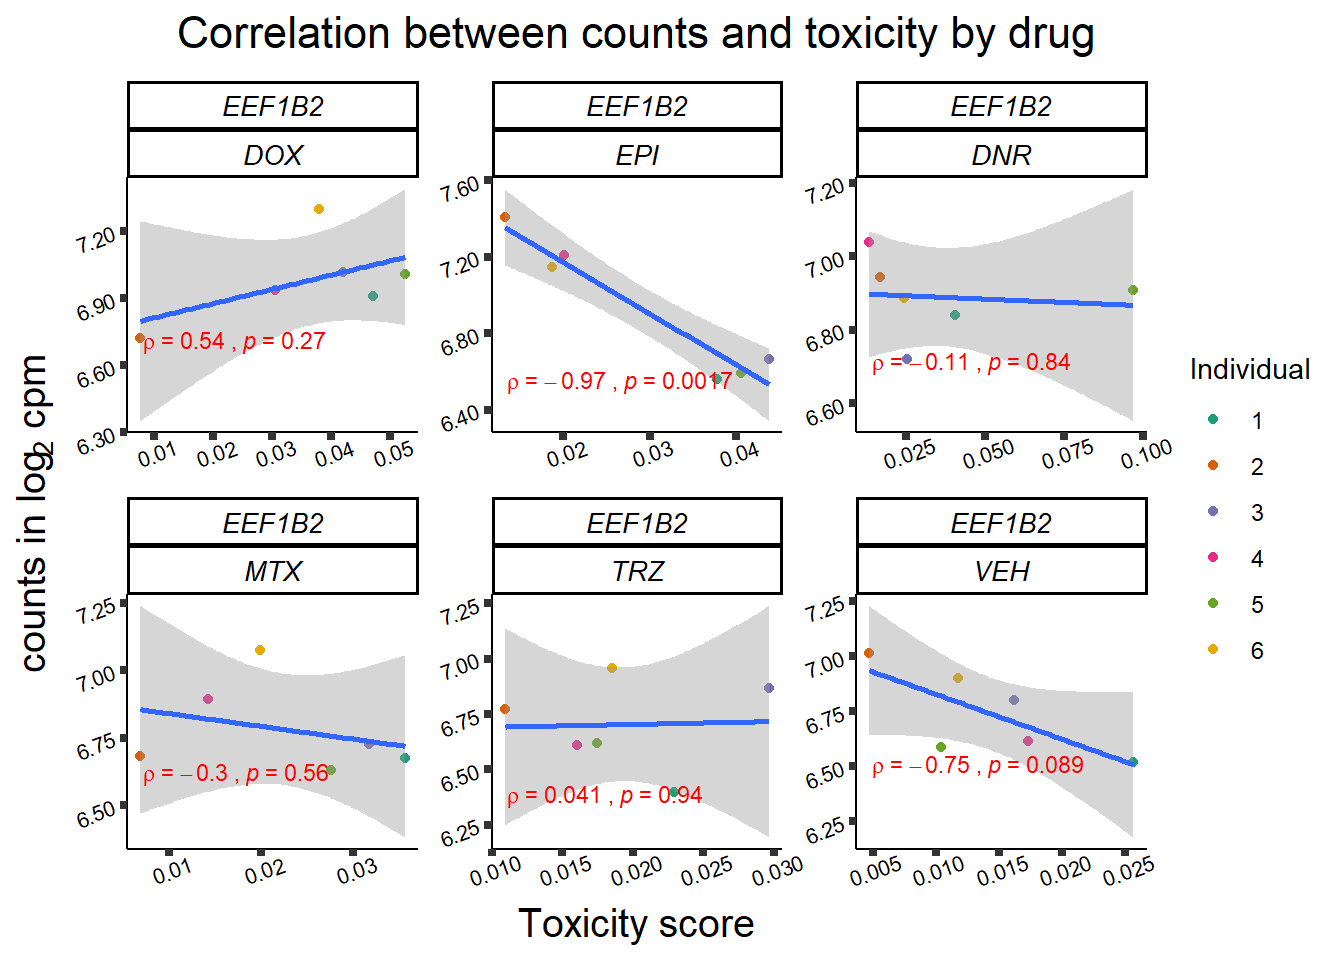 Correlation between counts and toxicity by drug
counts in log2 cpm
EEF1B2
DOX
7.20
6.90
6.60
6.30
ρ = 0.54 , p = 0.27
0.01 0.02 0.03 0.04 0.05
EEF1B2
EPI
7.60
7.20
6.80
6.40
ρ = −0.97 , p = 0.0017
0.02 0.03 0.04
EEF1B2
DNR
7.20
7.00
6.80
6.60
ρ = −0.11 , p = 0.84
0.025 0.050 0.075 0.100
EEF1B2
MTX
7.25
7.00
6.75
6.50
ρ = −0.3 , p = 0.56
0.01 0.02 0.03
EEF1B2
TRZ
7.25
7.00
6.75
6.50
6.25
ρ = 0.041 , p = 0.94
0.010 0.015 0.020 0.025 0.030
EEF1B2
VEH
7.25
7.00
6.75
6.50
6.25
ρ = −0.75 , p = 0.089
0.005 0.010 0.015 0.020 0.025
Toxicity score
Individual
1
2
3
4
5
6